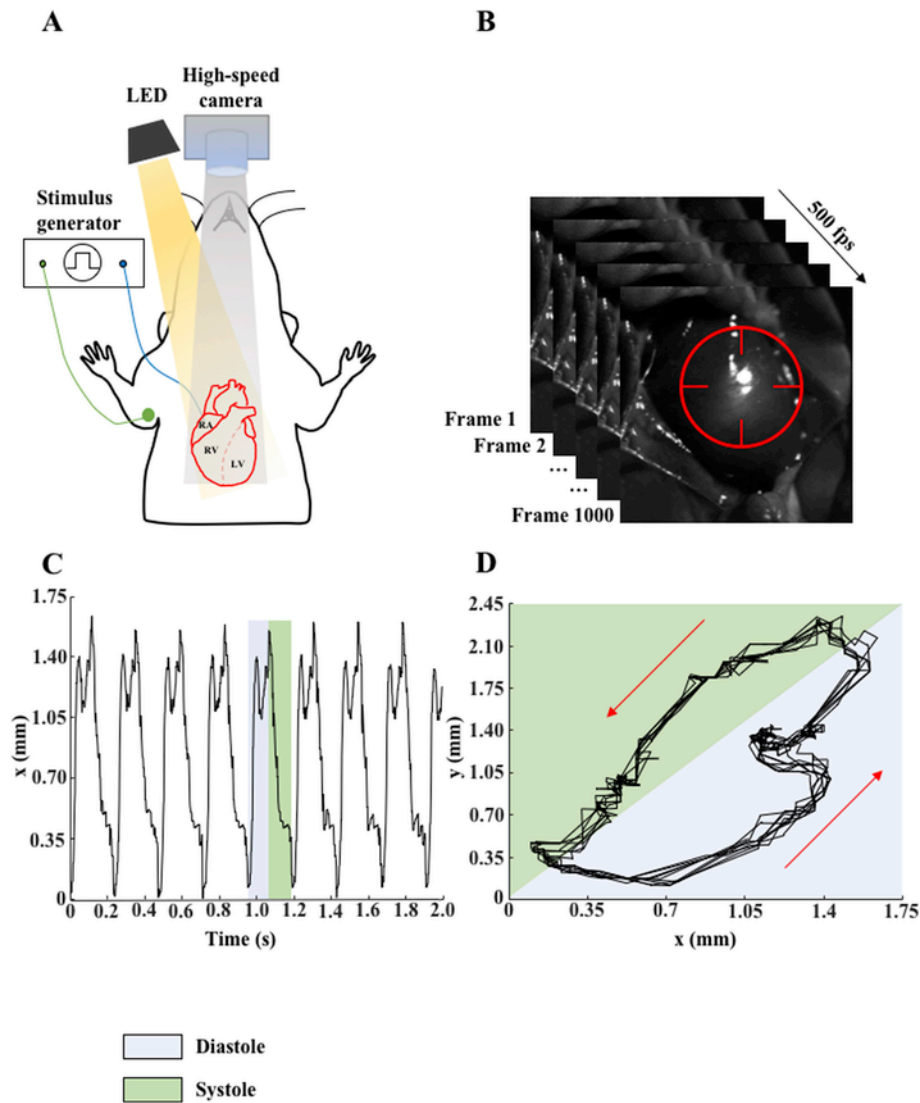 A
B
High-speed
camera
LED
Stimulus
generator
RA
RV
LV
500 fps
Frame 1
Frame 2
...
...
Frame 1000
C
D
x (mm)
1.75
1.40
1.05
0.70
0.35
0
0 0.2 0.4 0.6 0.8 1.0 1.2 1.4 1.6 1.8 2.0
Time (s)
y (mm)
2.45
2.10
1.75
1.40
1.05
0.70
0.35
0
0 0.35 0.7 1.05 1.4 1.75
x (mm)
Diastole
Systole